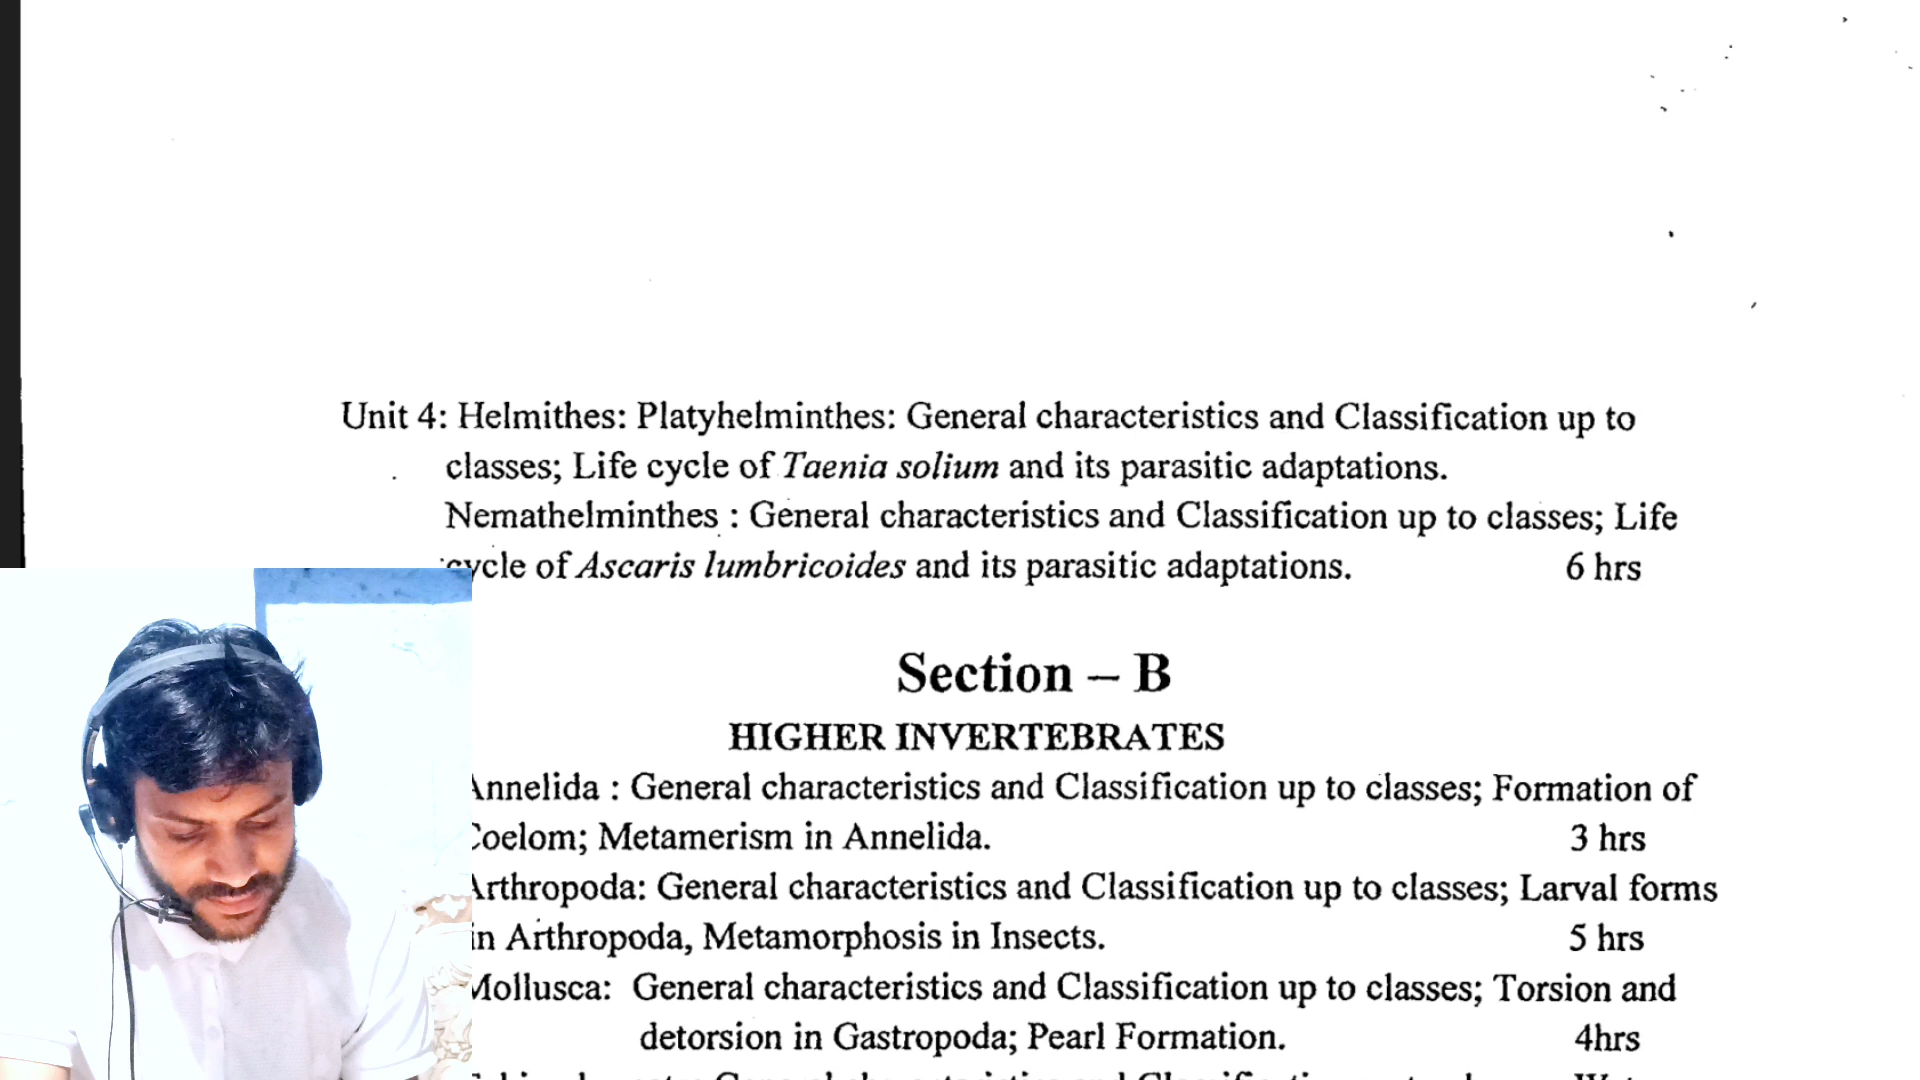 Unit 4: Helmithes: Platyhelminthes: General characteristics and Classification up to
classes; Life cycle of Taenia solium and its parasitic adaptations.
Nemathelminthes : General characteristics and Classification up to classes; Life
cycle of Ascaris lumbricoides and its parasitic adaptations. 6 hrs
Section – B
HIGHER INVERTEBRATES
Annelida : General characteristics and Classification up to classes; Formation of
Coelom; Metamerism in Annelida. 3 hrs
Arthropoda: General characteristics and Classification up to classes; Larval forms
in Arthropoda, Metamorphosis in Insects. 5 hrs
Mollusca: General characteristics and Classification up to classes; Torsion and
detorsion in Gastropoda; Pearl Formation. 4hrs